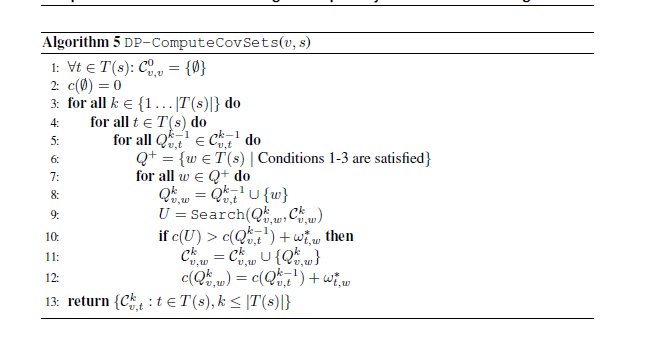 Algorithm 5 DP-ComputeCovSets(v, s)
1: ∀t ∈ T(s): C⁰_{v,v} = {∅}
2: c(∅) = 0
3: for all k ∈ {1…|T(s)|} do
4: for all t ∈ T(s) do
5: for all Q^{k−1}_{v,t} ∈ C^{k−1}_{v,t} do
6: Q⁺ = {w ∈ T(s) | Conditions 1-3 are satisfied}
7: for all w ∈ Q⁺ do
8: Q^k_{v,w} = Q^{k−1}_{v,t} ∪ {w}
9: U = Search(Q^k_{v,w}, C^k_{v,w})
10: if c(U) > c(Q^{k−1}_{v,t}) + ω*_{t,w} then
11: C^k_{v,w} = C^k_{v,w} ∪ {Q^k_{v,w}}
12: c(Q^k_{v,w}) = c(Q^{k−1}_{v,t}) + ω*_{t,w}
13: return {C^k_{v,t} : t ∈ T(s), k ≤ |T(s)|}